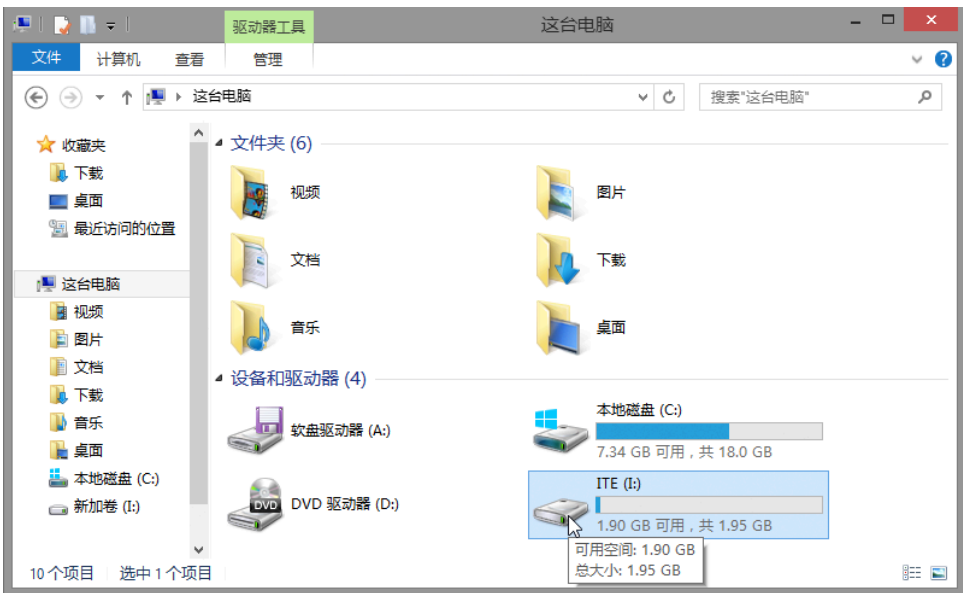 驱动器工具
这台电脑
文件
计算机
查看
管理
这台电脑
搜索"这台电脑"
收藏夹
下载
桌面
最近访问的位置
这台电脑
视频
图片
文档
下载
音乐
桌面
本地磁盘 (C:)
新加卷 (I:)
文件夹 (6)
视频
图片
文档
下载
音乐
桌面
设备和驱动器 (4)
软盘驱动器 (A:)
本地磁盘 (C:)
7.34 GB 可用，共 18.0 GB
DVD
DVD 驱动器 (D:)
ITE (I:)
1.90 GB 可用，共 1.95 GB
可用空间: 1.90 GB
总大小: 1.95 GB
10 个项目
选中 1 个项目